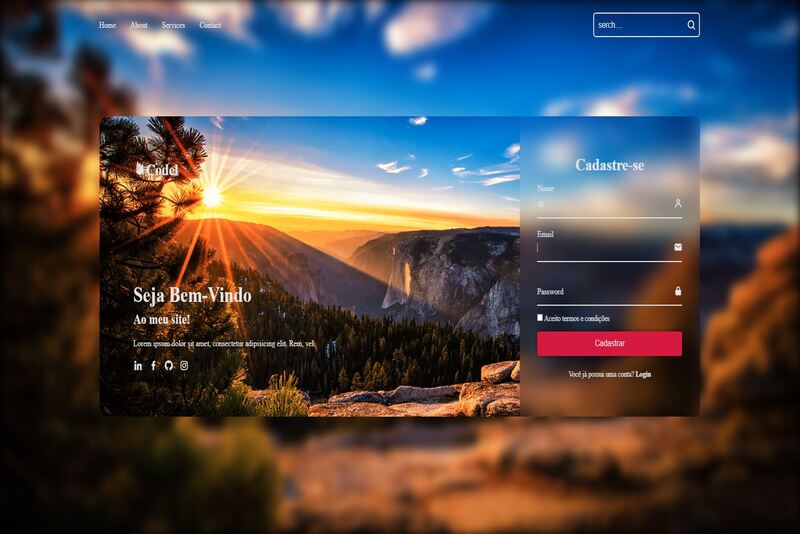 Home About Services Contact
serch....
Codel
Seja Bem-Vindo
Ao meu site!
Lorem ipsum dolor sit amet, consectetur adipisicing elit. Rem, vel.
Cadastre-se
Nome
Email
Password
Aceito termos e condições
Cadastrar
Você já possui uma conta? Login